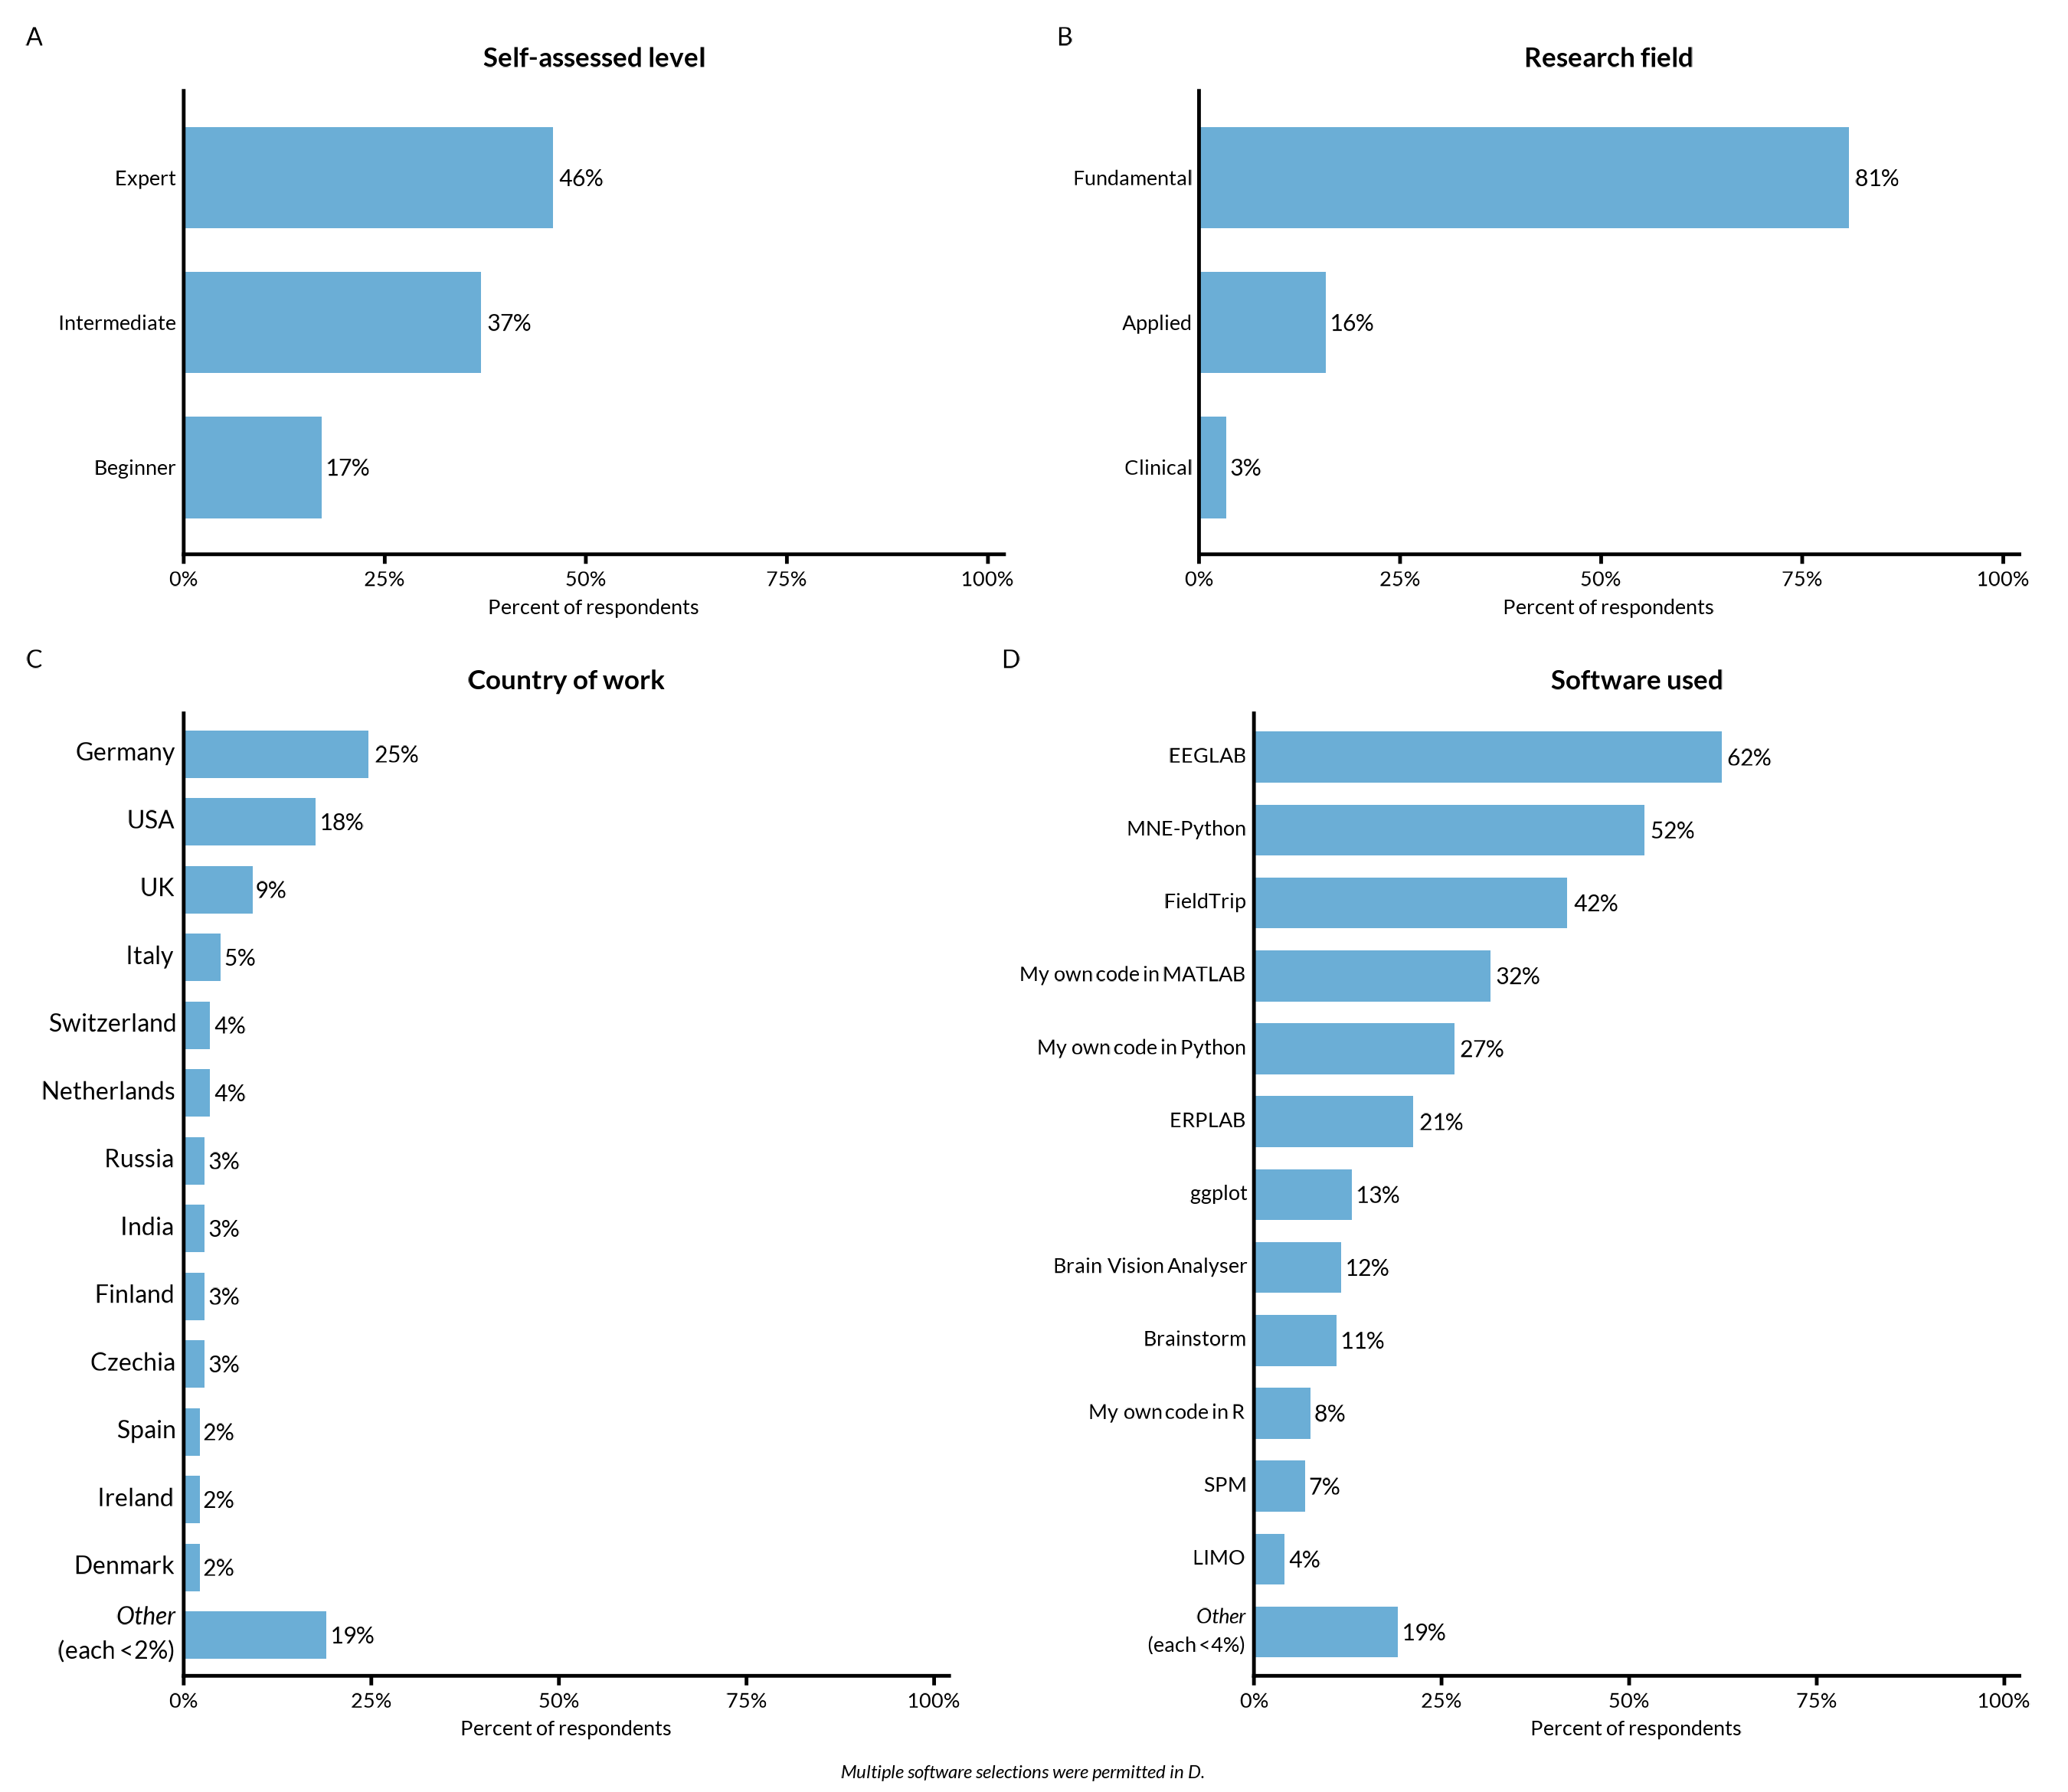 A
Self-assessed level
Expert
46%
Intermediate
37%
Beginner
17%
0% 25% 50% 75% 100%
Percent of respondents
B
Research field
Fundamental
81%
Applied
16%
Clinical
3%
0% 25% 50% 75% 100%
Percent of respondents
C
Country of work
Germany
25%
USA
18%
UK
9%
Italy
5%
Switzerland
4%
Netherlands
4%
Russia
3%
India
3%
Finland
3%
Czechia
3%
Spain
2%
Ireland
2%
Denmark
2%
Other
(each <2%)
19%
0% 25% 50% 75% 100%
Percent of respondents
D
Software used
EEGLAB
62%
MNE-Python
52%
FieldTrip
42%
My own code in MATLAB
32%
My own code in Python
27%
ERPLAB
21%
ggplot
13%
Brain Vision Analyser
12%
Brainstorm
11%
My own code in R
8%
SPM
7%
LIMO
4%
Other
(each <4%)
19%
0% 25% 50% 75% 100%
Percent of respondents
Multiple software selections were permitted in D.